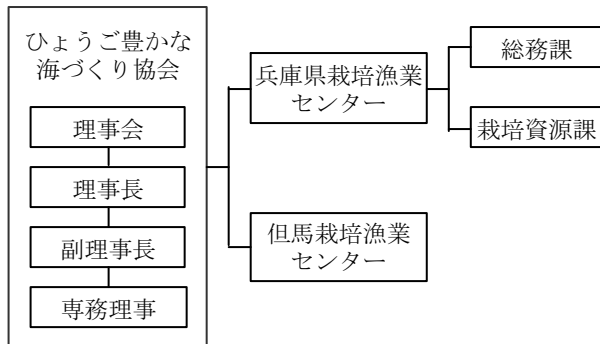 ひょうご豊かな
海づくり協会
理事会
理事長
副理事長
専務理事
兵庫県栽培漁業
センター
但馬栽培漁業
センター
総務課
栽培資源課